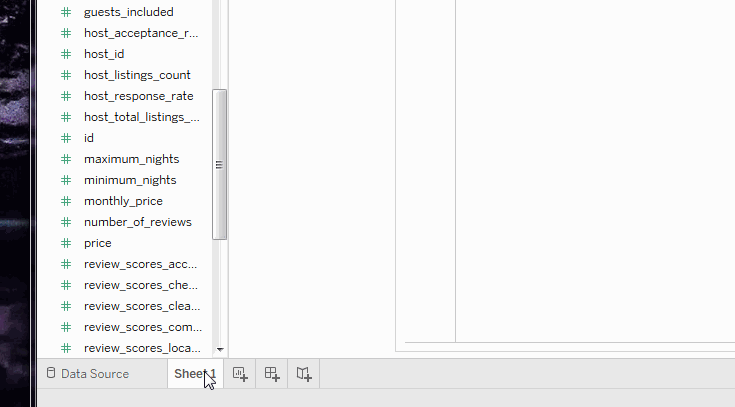 guests_included
host_acceptance_r...
host_id
host_listings_count
host_response_rate
host_total_listings_...
id
maximum_nights
minimum_nights
monthly_price
number_of_reviews
price
review_scores_acc...
review_scores_che...
review_scores_clea...
review_scores_com...
review_scores_loca...
Data Source Sheet 1